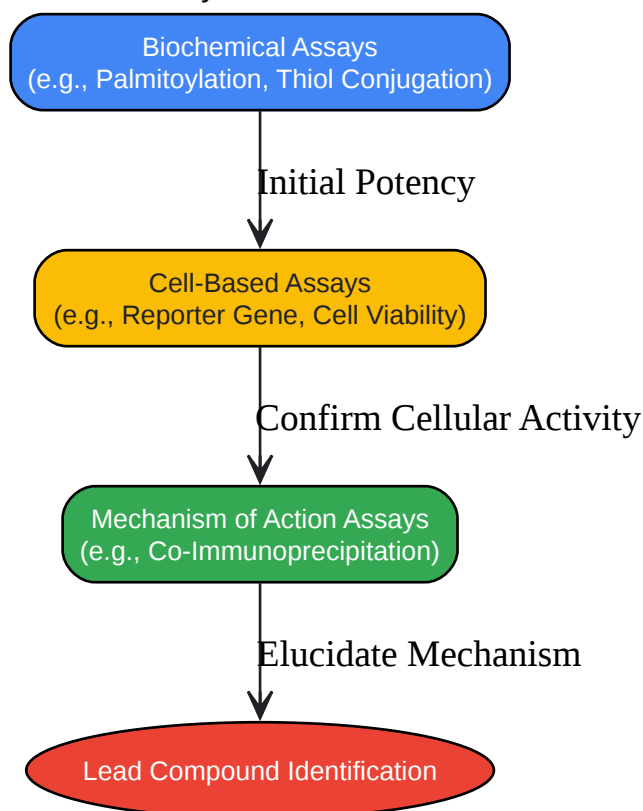 Biochemical Assays
(e.g., Palmitoylation, Thiol Conjugation)
Initial Potency
Cell-Based Assays
(e.g., Reporter Gene, Cell Viability)
Confirm Cellular Activity
Mechanism of Action Assays
(e.g., Co-Immunoprecipitation)
Elucidate Mechanism
Lead Compound Identification